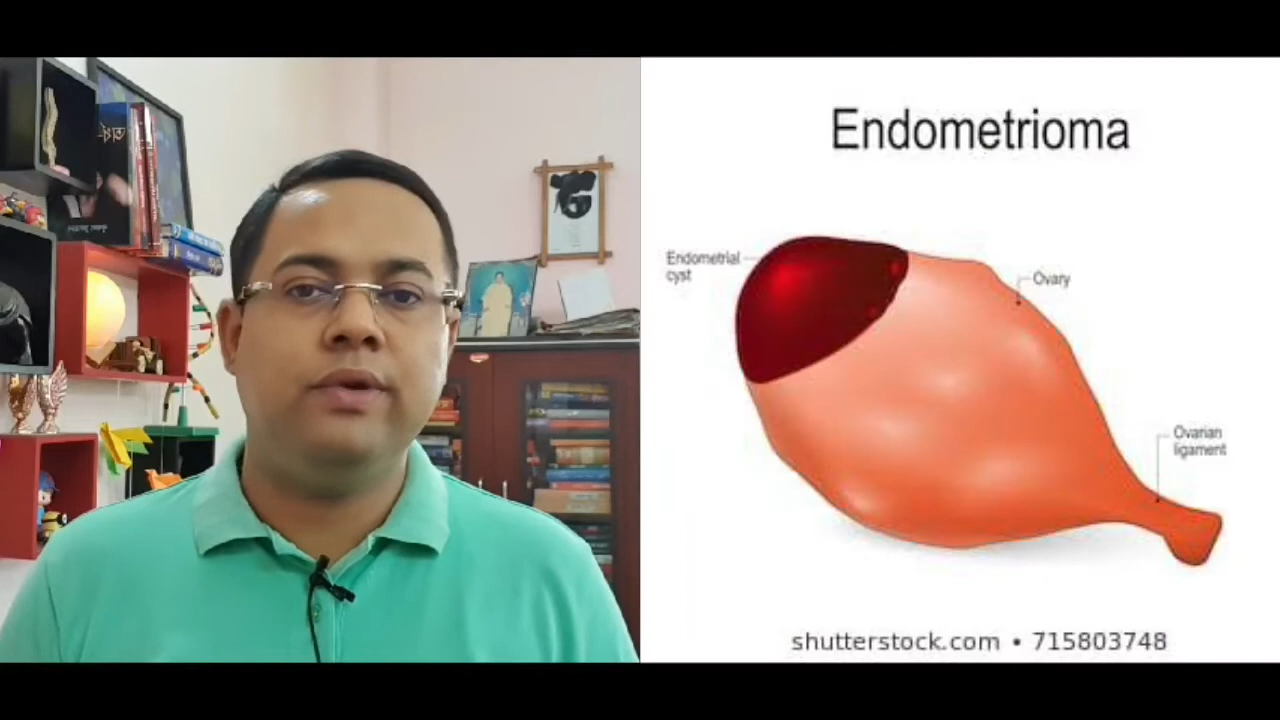 Endometrioma
Endometrial
cyst
Ovary
Ovarian
ligament
shutterstock.com • 715803748